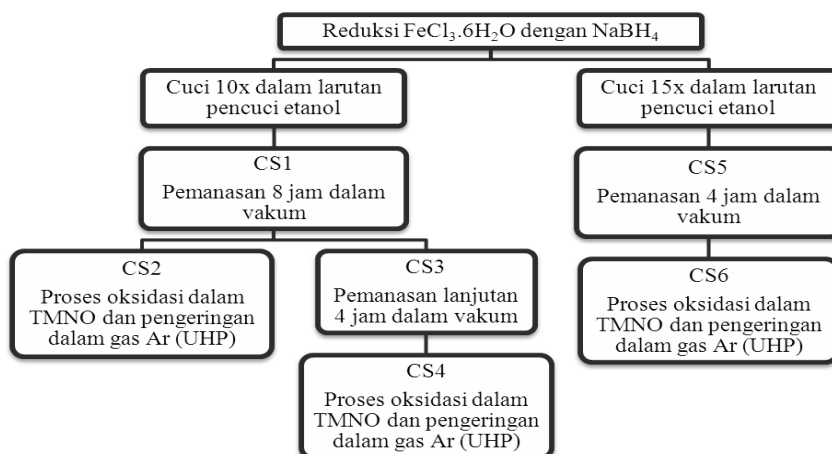 Reduksi FeCl₃.6H₂O dengan NaBH₄
Cuci 10x dalam larutan
pencuci etanol
Cuci 15x dalam larutan
pencuci etanol
CS1
Pemanasan 8 jam dalam
vakum
CS5
Pemanasan 4 jam dalam
vakum
CS2
Proses oksidasi dalam
TMNO dan pengeringan
dalam gas Ar (UHP)
CS3
Pemanasan lanjutan
4 jam dalam vakum
CS6
Proses oksidasi dalam
TMNO dan pengeringan
dalam gas Ar (UHP)
CS4
Proses oksidasi dalam
TMNO dan pengeringan
dalam gas Ar (UHP)